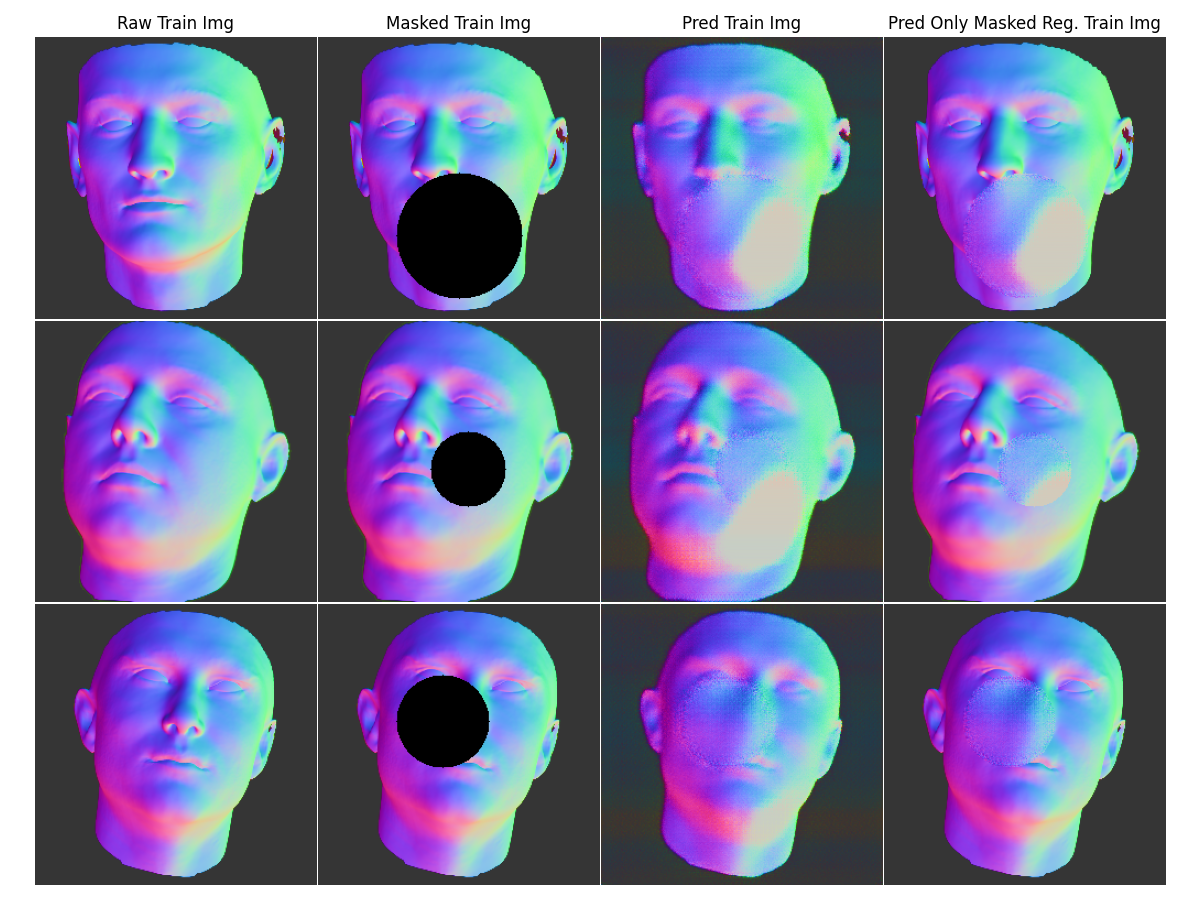 Raw Train Img
Masked Train Img
Pred Train Img
Pred Only Masked Reg. Train Img